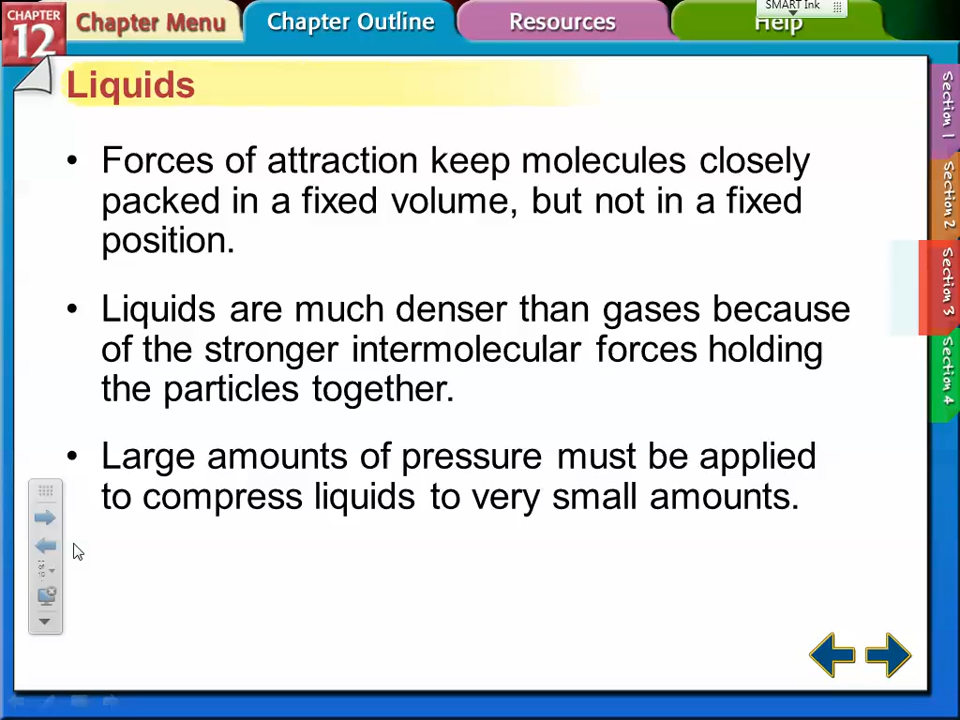 SMART Ink
CHAPTER
12
Chapter Menu
Chapter Outline
Resources
Help
Liquids
• Forces of attraction keep molecules closely
packed in a fixed volume, but not in a fixed
position.
• Liquids are much denser than gases because
of the stronger intermolecular forces holding
the particles together.
• Large amounts of pressure must be applied
to compress liquids to very small amounts.
Section 1
Section 2
Section 3
Section 4